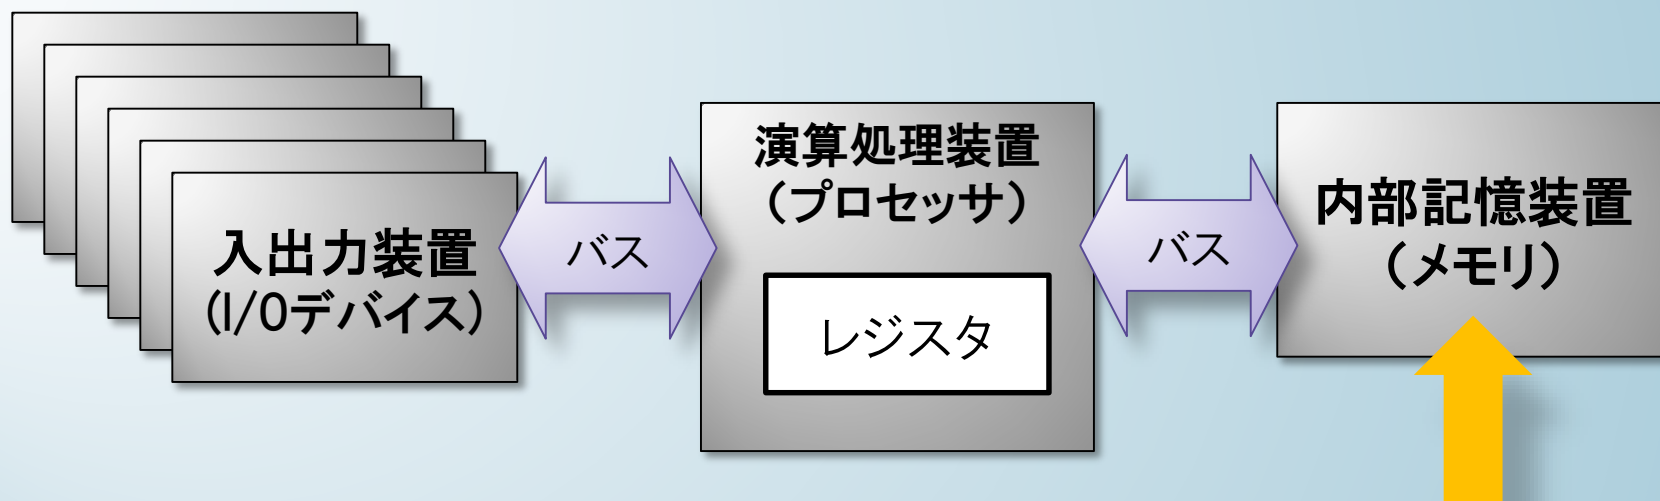 入出力装置
(I/Oデバイス)
バス
演算処理装置
(プロセッサ)
レジスタ
バス
内部記憶装置
(メモリ)